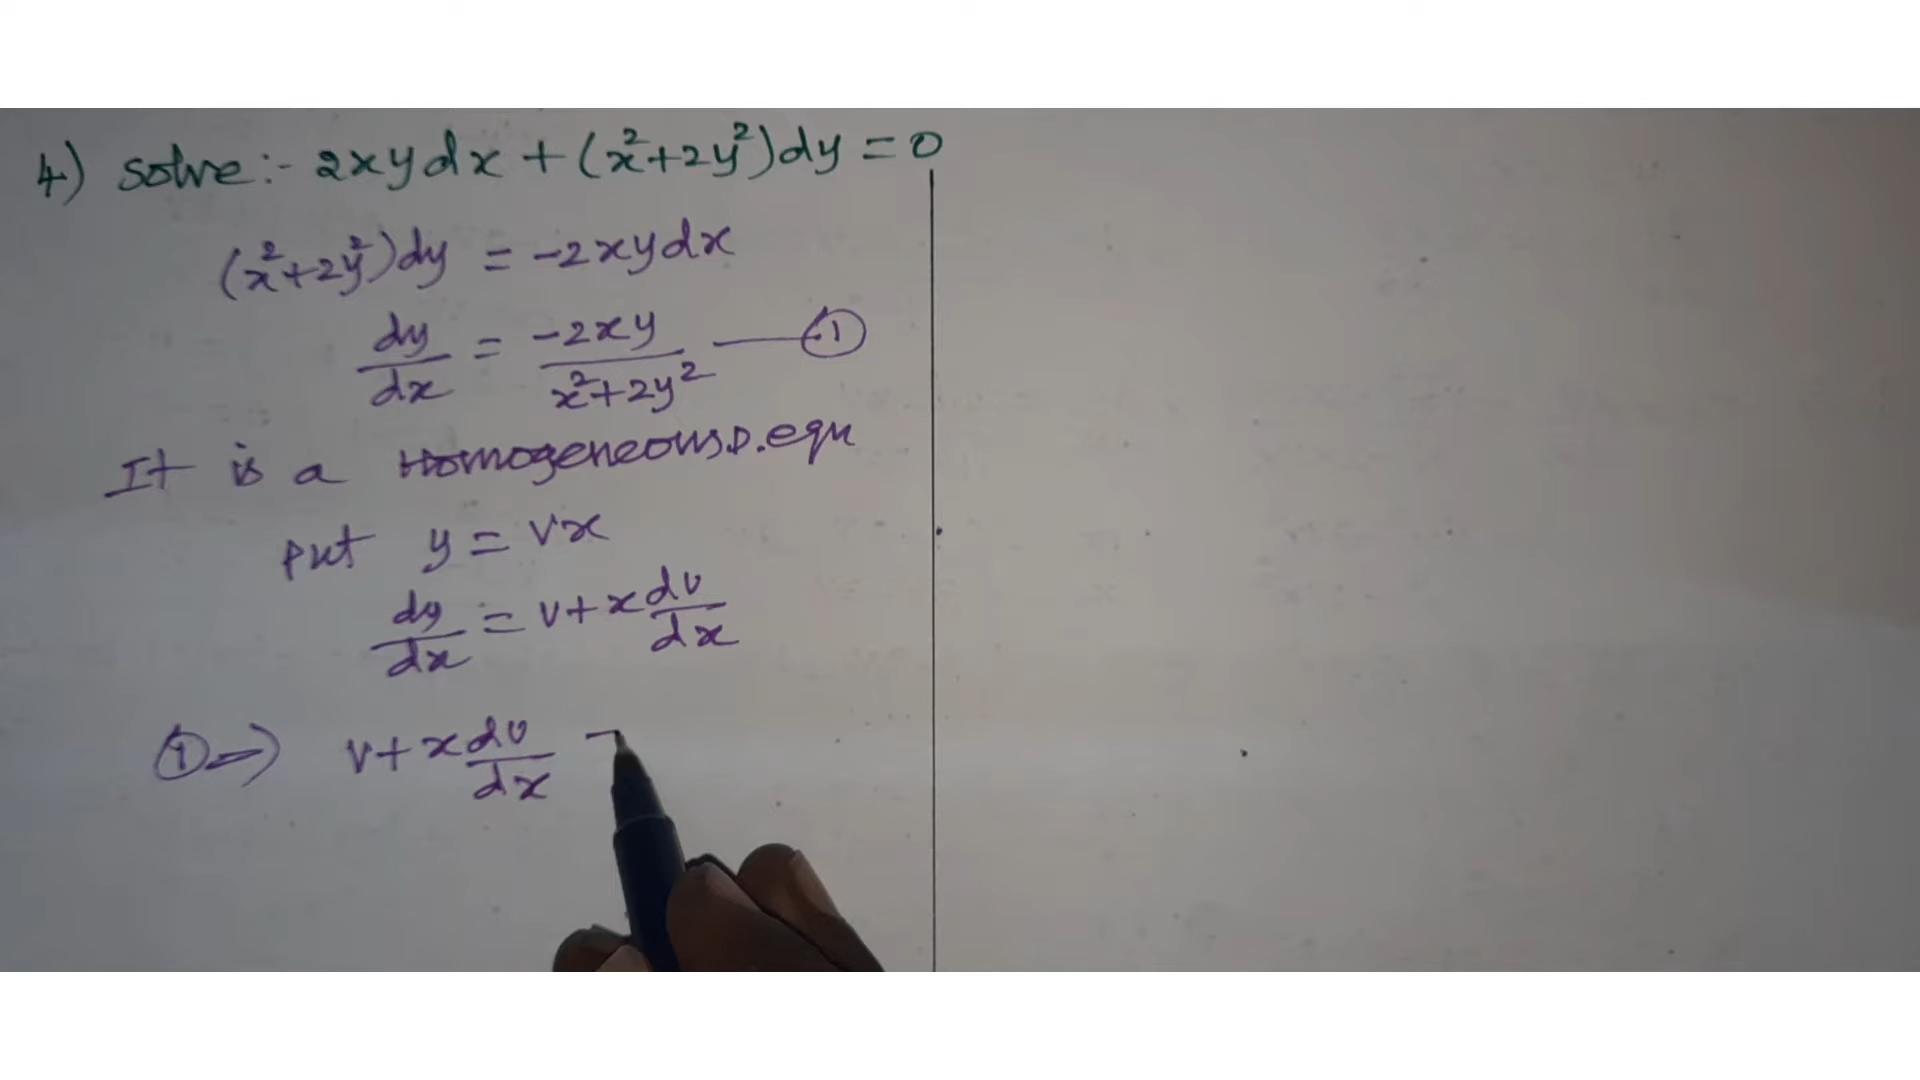 4) solve:- 2xydx + (x²+2y²)dy = 0
(x²+2y²)dy = -2xydx
dy/dx = -2xy/x²+2y² —— ①
It is a Homogeneous D. equ
put y = vx
dy/dx = v+x dv/dx
①⇒ v+x dv/dx